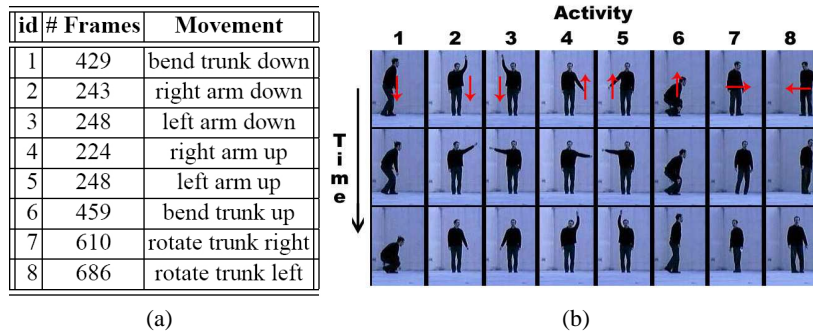 id # Frames Movement
1 429 bend trunk down
2 243 right arm down
3 248 left arm down
4 224 right arm up
5 248 left arm up
6 459 bend trunk up
7 610 rotate trunk right
8 686 rotate trunk left
(a)
Activity
1 2 3 4 5 6 7 8
Time
(b)